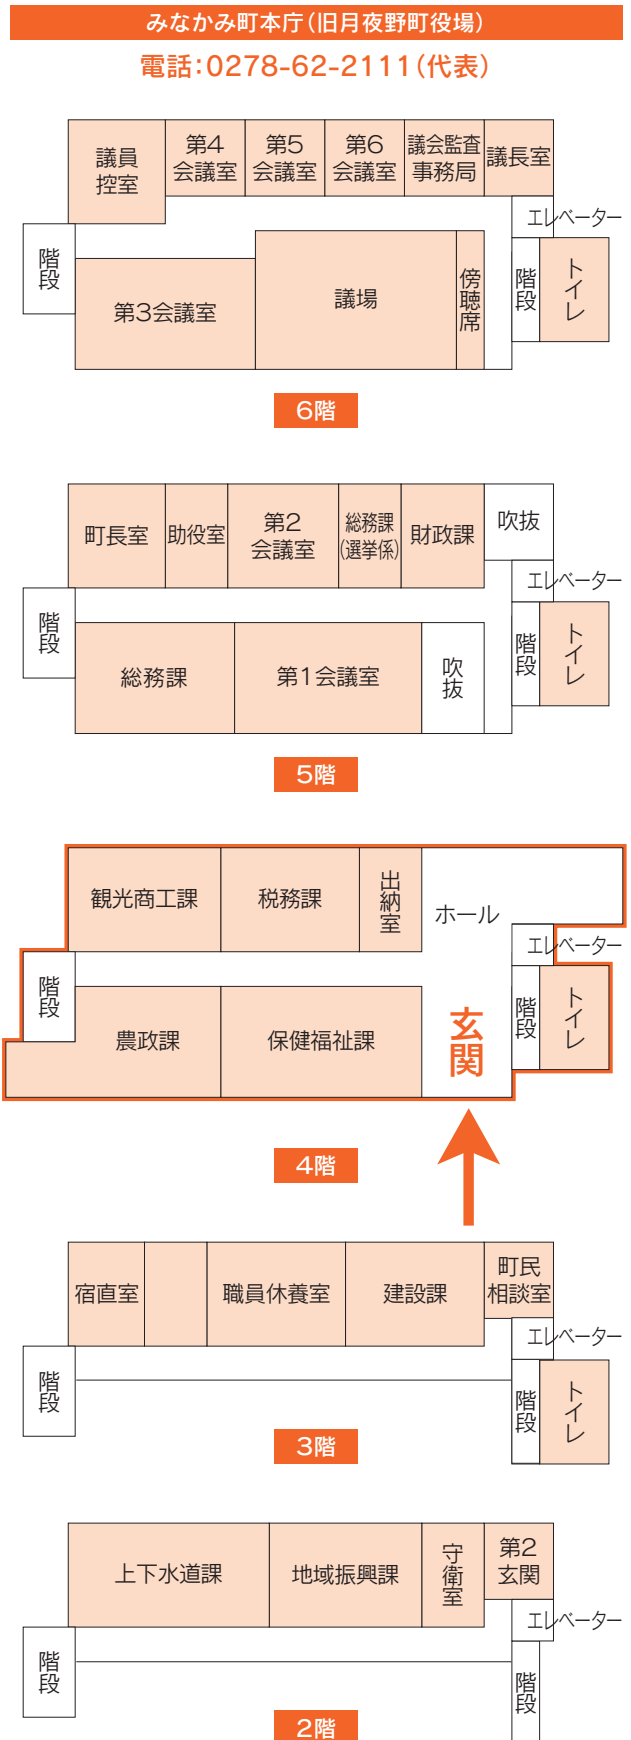 みなかみ町本庁(旧月夜野町役場)
電話:0278-62-2111(代表)
議員
控室
第4
会議室
第5
会議室
第6
会議室
議会監査
事務局
議長室
エレベーター
階段
第3会議室
議場
傍聴席
階段
トイレ
6階
町長室
助役室
第2
会議室
総務課
(選挙係)
財政課
吹抜
エレベーター
階段
総務課
第1会議室
吹抜
階段
トイレ
5階
観光商工課
税務課
出納室
ホール
エレベーター
階段
農政課
保健福祉課
玄関
階段
トイレ
4階
宿直室
職員休養室
建設課
町民
相談室
エレベーター
階段
階段
トイレ
3階
上下水道課
地域振興課
守衛室
第2
玄関
エレベーター
階段
階段
2階